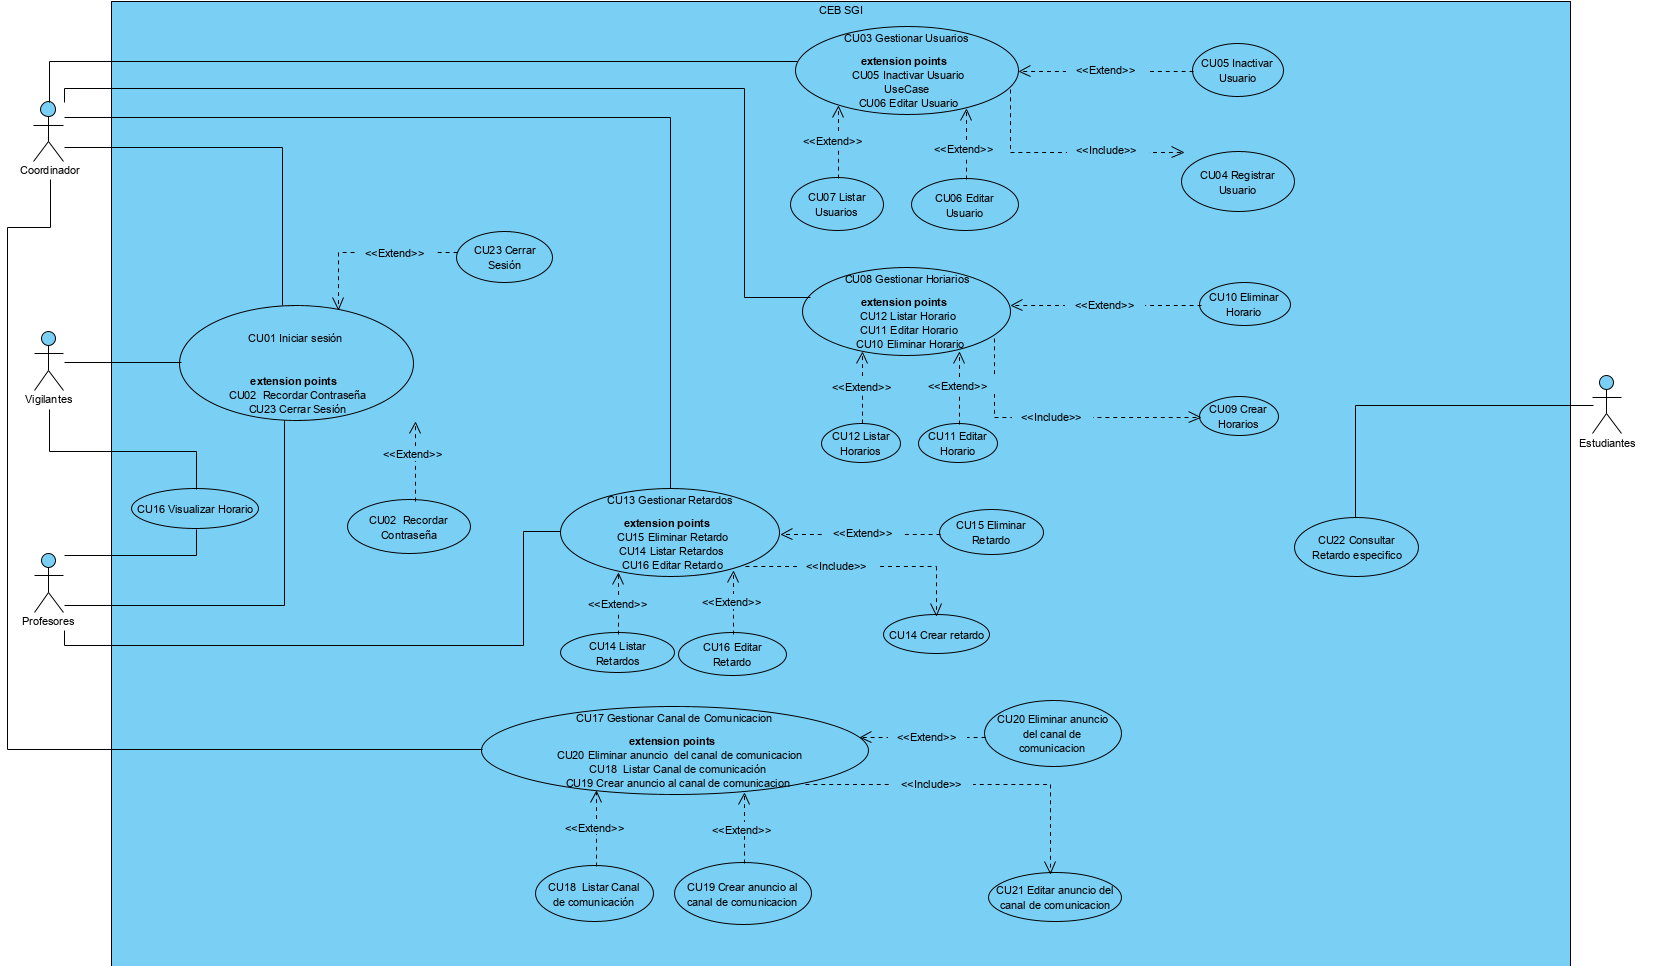 CEB SGI
CU03 Gestionar Usuarios
extension points
CU05 Inactivar Usuario
UseCase
CU06 Editar Usuario
<<Extend>>
CU05 Inactivar
Usuario
<<Extend>>
<<Extend>>
<<Include>>
CU04 Registrar
Usuario
CU07 Listar
Usuarios
CU06 Editar
Usuario
Coordinador
<<Extend>>
CU23 Cerrar
Sesión
CU08 Gestionar Horiarios
extension points
CU12 Listar Horario
CU11 Editar Horario
CU10 Eliminar Horario
<<Extend>>
CU10 Eliminar
Horario
CU01 Iniciar sesión
extension points
CU02  Recordar Contraseña
CU23 Cerrar Sesión
Vigilantes
<<Extend>>
<<Extend>>
<<Include>>
CU09 Crear
Horarios
CU12 Listar
Horarios
CU11 Editar
Horario
Estudiantes
<<Extend>>
CU02  Recordar
Contraseña
CU16 Visualizar Horario
CU13 Gestionar Retardos
extension points
CU15 Eliminar Retardo
CU14 Listar Retardos
CU16 Editar Retardo
<<Extend>>
CU15 Eliminar
Retardo
<<Include>>
CU22 Consultar
Retardo especifico
Profesores
<<Extend>>
<<Extend>>
CU14 Crear retardo
CU14 Listar
Retardos
CU16 Editar
Retardo
CU17 Gestionar Canal de Comunicacion
extension points
CU20 Eliminar anuncio  del canal de comunicacion
CU18  Listar Canal de comunicación
CU19 Crear anuncio al canal de comunicacion
<<Extend>>
CU20 Eliminar anuncio
del canal de
comunicacion
<<Include>>
<<Extend>>
<<Extend>>
CU18  Listar Canal
de comunicación
CU19 Crear anuncio al
canal de comunicacion
CU21 Editar anuncio del
canal de comunicacion